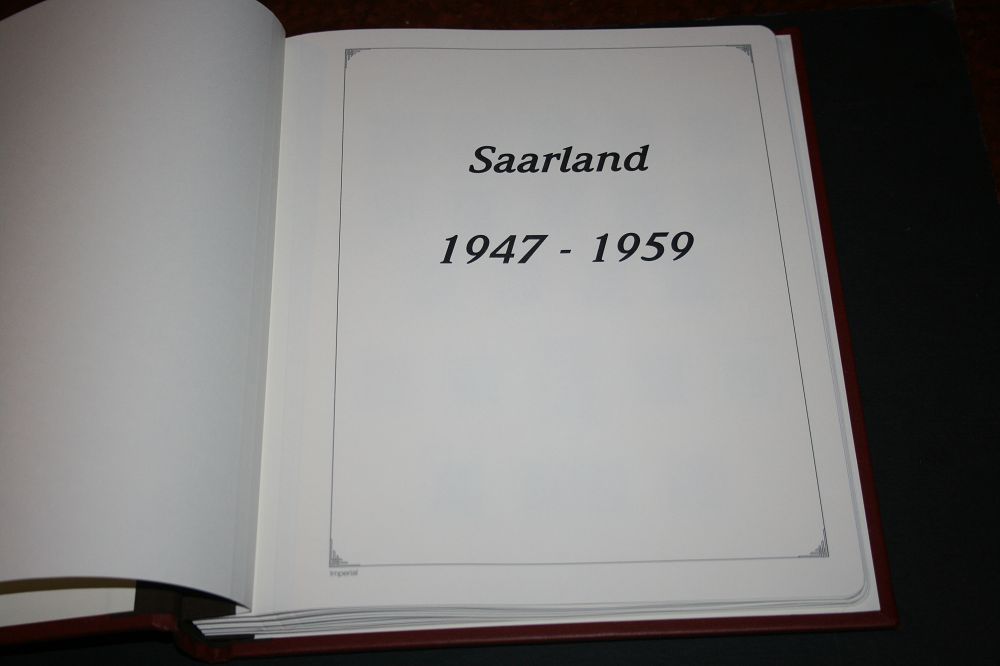 Saarland
1947 - 1959
Imperial